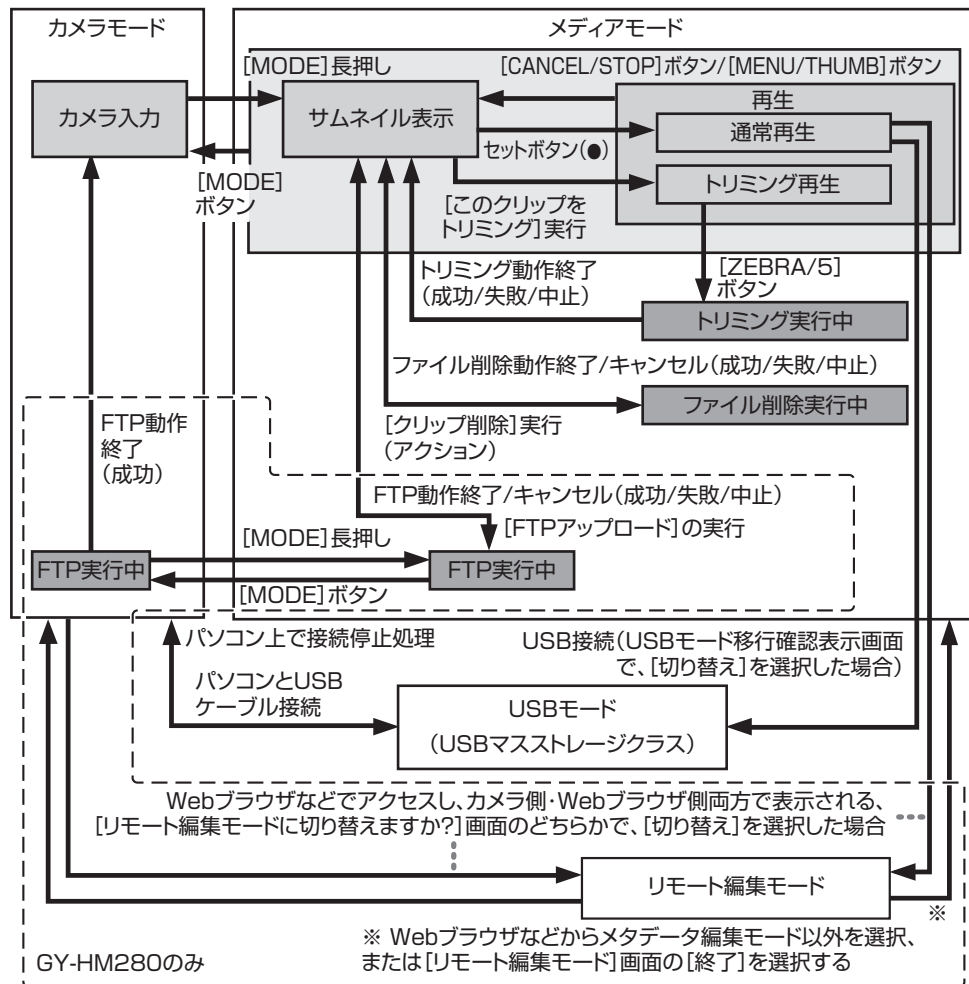 カメラモード
メディアモード
[MODE]長押し
[CANCEL/STOP]ボタン/[MENU/THUMB]ボタン
カメラ入力
サムネイル表示
再生
通常再生
セットボタン(●)
トリミング再生
[MODE]
ボタン
[このクリップを
トリミング]実行
トリミング動作終了
(成功/失敗/中止)
[ZEBRA/5]
ボタン
トリミング実行中
ファイル削除動作終了/キャンセル(成功/失敗/中止)
ファイル削除実行中
[クリップ削除]実行
(アクション)
FTP動作
終了
(成功)
FTP動作終了/キャンセル(成功/失敗/中止)
[FTPアップロード]の実行
[MODE]長押し
FTP実行中
FTP実行中
[MODE]ボタン
パソコン上で接続停止処理
USB接続(USBモード移行確認表示画面
で、[切り替え]を選択した場合)
パソコンとUSB
ケーブル接続
USBモード
(USBマスストレージクラス)
Webブラウザなどでアクセスし、カメラ側・Webブラウザ側両方で表示される、
[リモート編集モードに切り替えますか?]画面のどちらかで、[切り替え]を選択した場合
リモート編集モード
※
※ Webブラウザなどからメタデータ編集モード以外を選択、
または[リモート編集モード]画面の[終了]を選択する
GY-HM280のみ